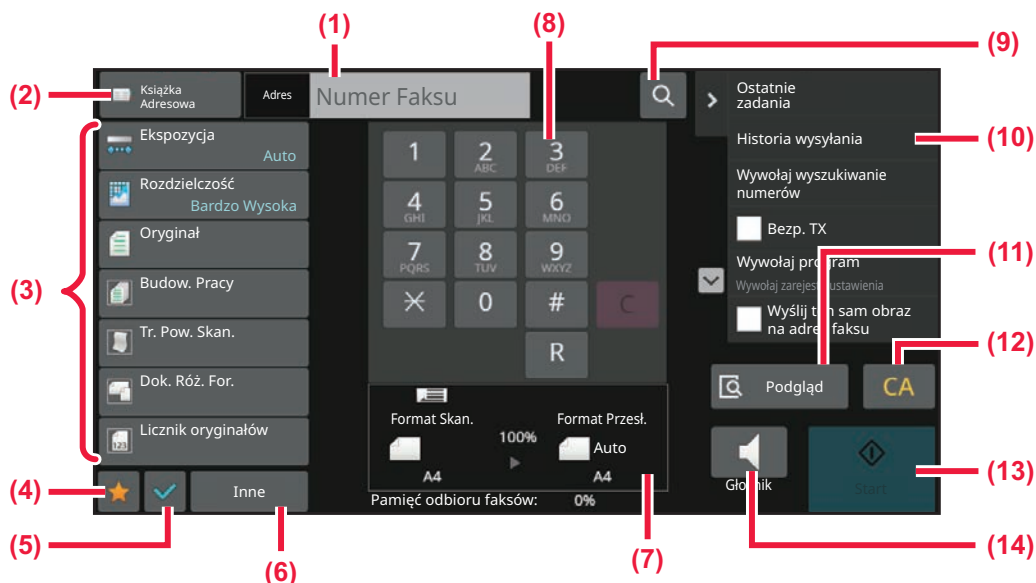 (1)
(8)
(9)
(2)
Książka
Adresowa
Adres
Numer Faksu
Ostatnie
zadania
(10)
Historia wysyłania
Wywołaj wyszukiwanie
numerów
Bezp. TX
(11)
Wywołaj program
Wywołaj zarejest ustawienia
Wyślij ten sam obraz
na adres faksu
(12)
(3)
Ekspozycja
Auto
Rozdzielczość
Bardzo Wysoka
Oryginał
Budow. Pracy
Tr. Pow. Skan.
Dok. Róż. For.
Licznik oryginałów
123
1
2
ABC
3
DEF
4
GHI
5
JKL
6
MNO
7
PQRS
8
TUV
9
WXYZ
0
#
C
R
Podgląd
CA
Format Skan.
100%
Format Przesł.
Auto
A4
A4
Pamięć odbioru faksów:
0%
Głośnik
Start
(13)
(4)
Inne
(5)
(6)
(7)
(14)